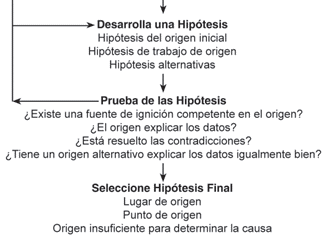 Desarrolla una Hipótesis
Hipótesis del origen inicial
Hipótesis de trabajo de origen
Hipótesis alternativas
Prueba de las Hipótesis
¿Existe una fuente de ignición competente en el origen?
¿El origen explicar los datos?
¿Está resuelto las contradicciones?
¿Tiene un origen alternativo explicar los datos igualmente bien?
Seleccione Hipótesis Final
Lugar de origen
Punto de origen
Origen insuficiente para determinar la causa